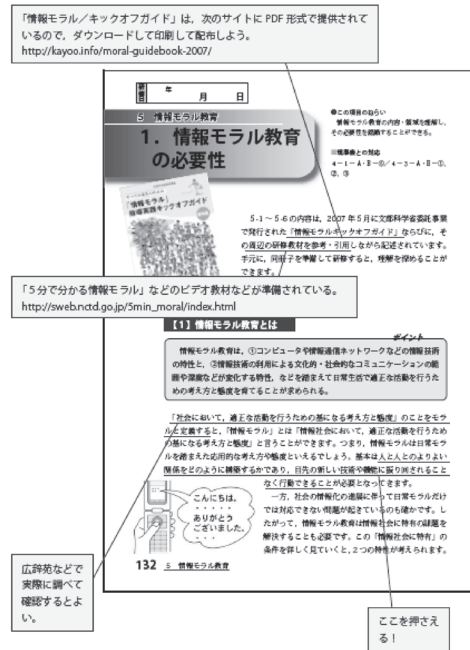 「情報モラル／キックオフガイド」は，次のサイトに PDF 形式で提供されて
いるので，ダウンロードして印刷して配布しよう。
http://kayoo.info/moral-guidebook-2007/
研修日
年　月　日
5　情報モラル教育
1．情報モラル教育
の必要性
●この項目のねらい
情報モラル教育の内容・領域を理解し，
その必要性を認識することができる。
4－1－A・B－⑥／4－3－A・B－①，
②，③
「情報モラル」
指導実践キックオフガイド
5-1～5-6の内容は，2007年5月に文部科学省委託事業
で発行された「情報モラルキックオフガイド」ならびに，そ
の周辺の研修教材を参考・引用しながら記述されています。
手元に，同冊子を準備して研修すると，理解を深めることが
できます。
「５分で分かる情報モラル」などのビデオ教材などが準備されている。
http://sweb.nctd.go.jp/5min_moral/index.html
【1】情報モラル教育とは
ポイント
情報モラル教育は，①コンピュータや情報通信ネットワークなどの情報技術
の特性と，②情報技術の利用による文化的・社会的なコミュニケーションの範
囲や深度などが変化する特性，などを踏まえて日常生活で適正な活動を行うため
の考え方と態度を育てることが求められる。
「社会において，適正な活動を行うための基になる考え方と態度」のことをモラ
ルと定義すると，「情報モラル」とは「情報社会において，適正な活動を行うため
の基になる考え方と態度」と言うことができます。つまり，情報モラルは日常モラ
ルを踏まえた応用的な考え方や態度といえるでしょう。基本は人と人とのよりよい
関係をどのように構築するかであり，目先の新しい技術や機能に振り回されること
なく行動できることが必要となってきます。
こんにちは。
ありがとう
ございました。
一方，社会の情報化の進展に伴って日常モラルだけ
では対応できない問題が起きているのも確かです。し
たがって，情報モラル教育は情報社会に特有の課題を
解決することも必要です。この「情報社会に特有」の
条件を詳しく見ていくと，2つの特性が考えられます。
132　5　情報モラル教育
広辞苑などで
実際に調べて
確認するとよ
い。
ここを押さえ
る！